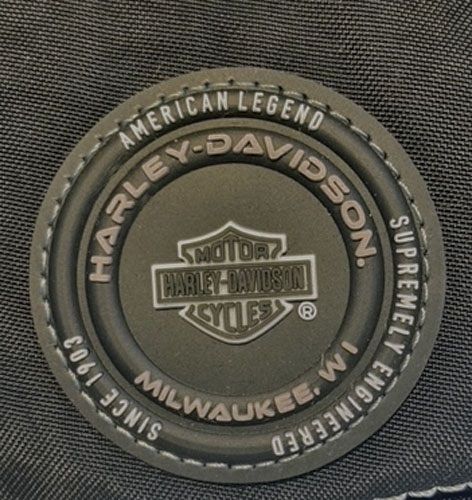 AMERICAN LEGEND
HARLEY-DAVIDSON.
MOTOR
HARLEY-DAVIDSON
CYCLES
®
MILWAUKEE, WI
SUPREMELY ENGINEERED
SINCE 1903